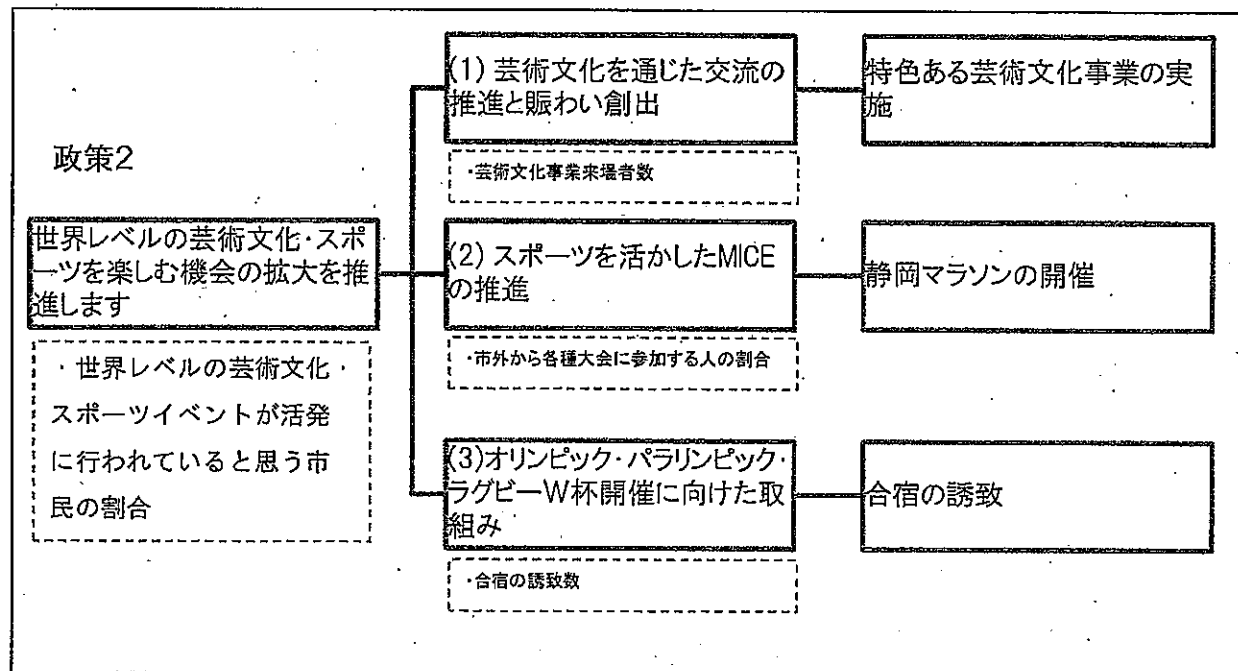 政策2
世界レベルの芸術文化・スポ
ーツを楽しむ機会の拡大を推
進します
・世界レベルの芸術文化・
スポーツイベントが活発
に行われていると思う市
民の割合
(1) 芸術文化を通じた交流の
推進と賑わい創出
・芸術文化事業来場者数
特色ある芸術文化事業の実
施
(2) スポーツを活かしたMICE
の推進
・市外から各種大会に参加する人の割合
静岡マラソンの開催
(3)オリンピック・パラリンピック・
ラグビーW杯開催に向けた取
組み
・合宿の誘致数
合宿の誘致